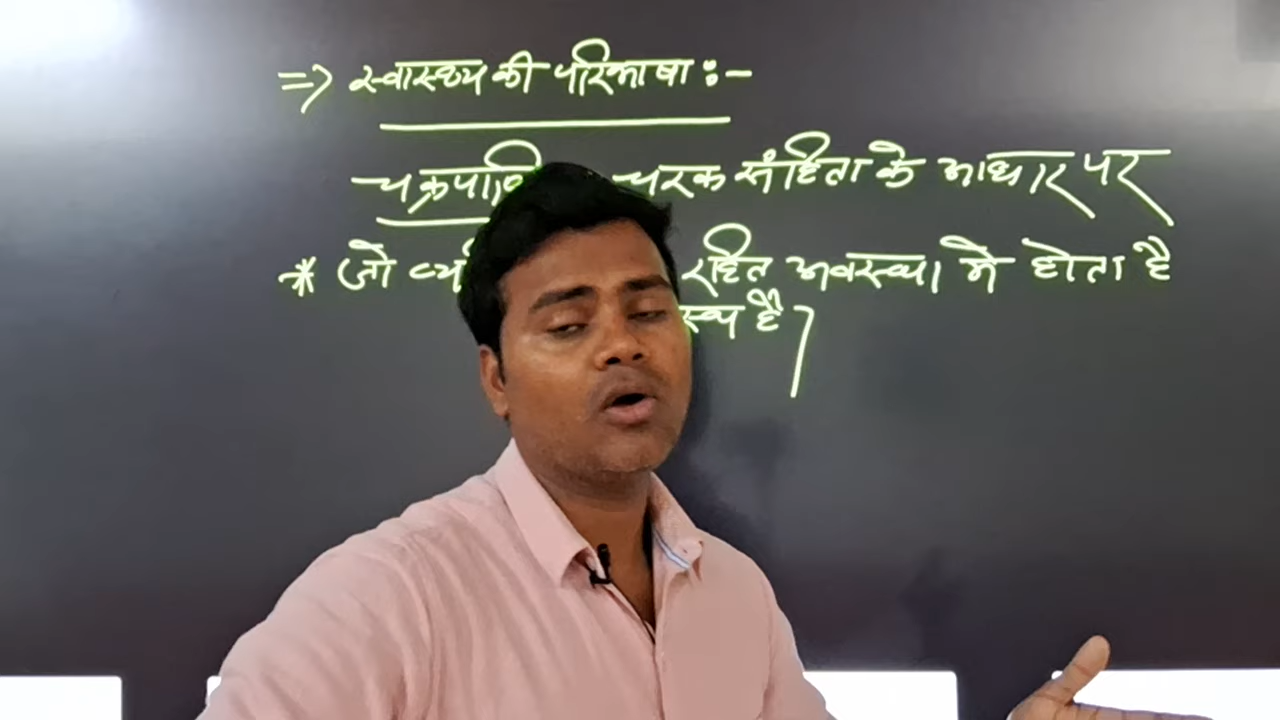 => स्वास्थ्य की परिभाषा :-
चक्रपाणि चरक संहिता के आधार पर
* जो रहित अवस्था में होता है
है।